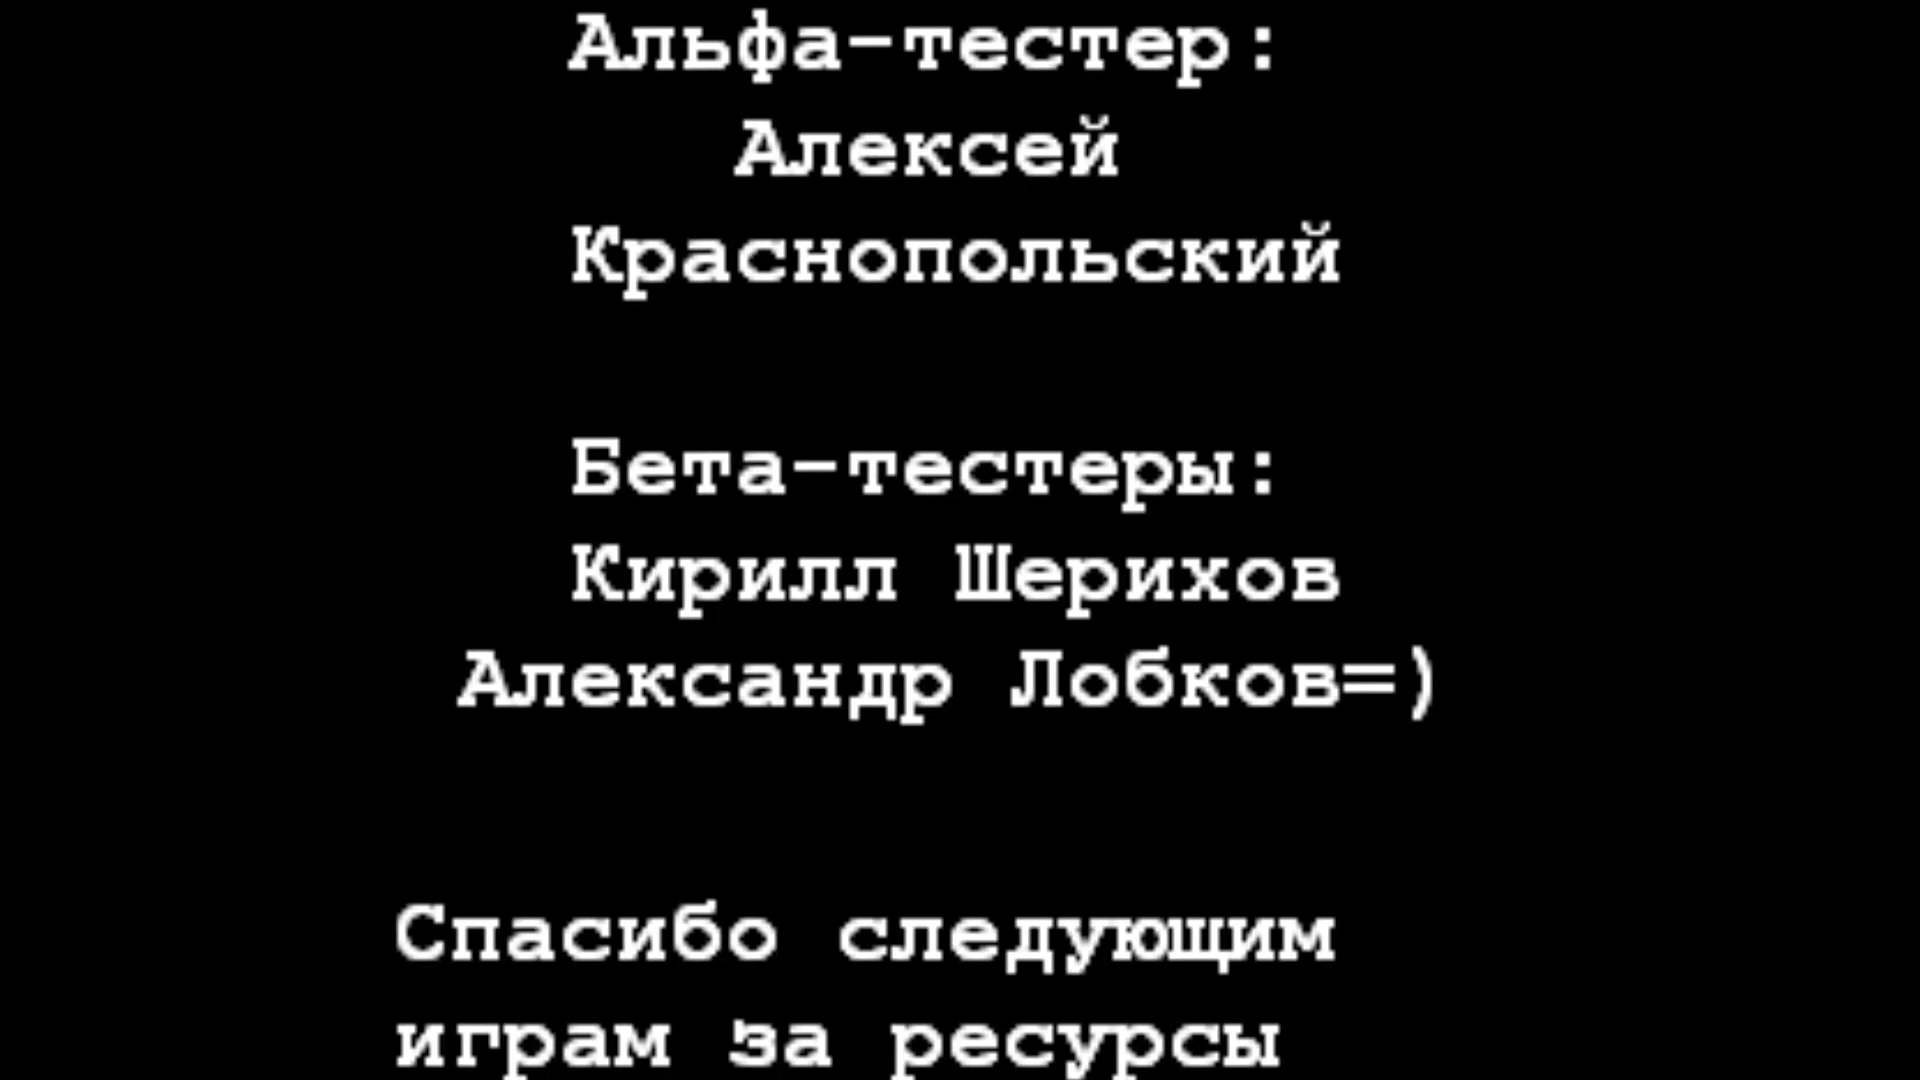 Альфа-тестер:
Алексей
Краснопольский
Бета-тестеры:
Кирилл Шерихов
Александр Лобков=)
Спасибо следующим
играм за ресурсы